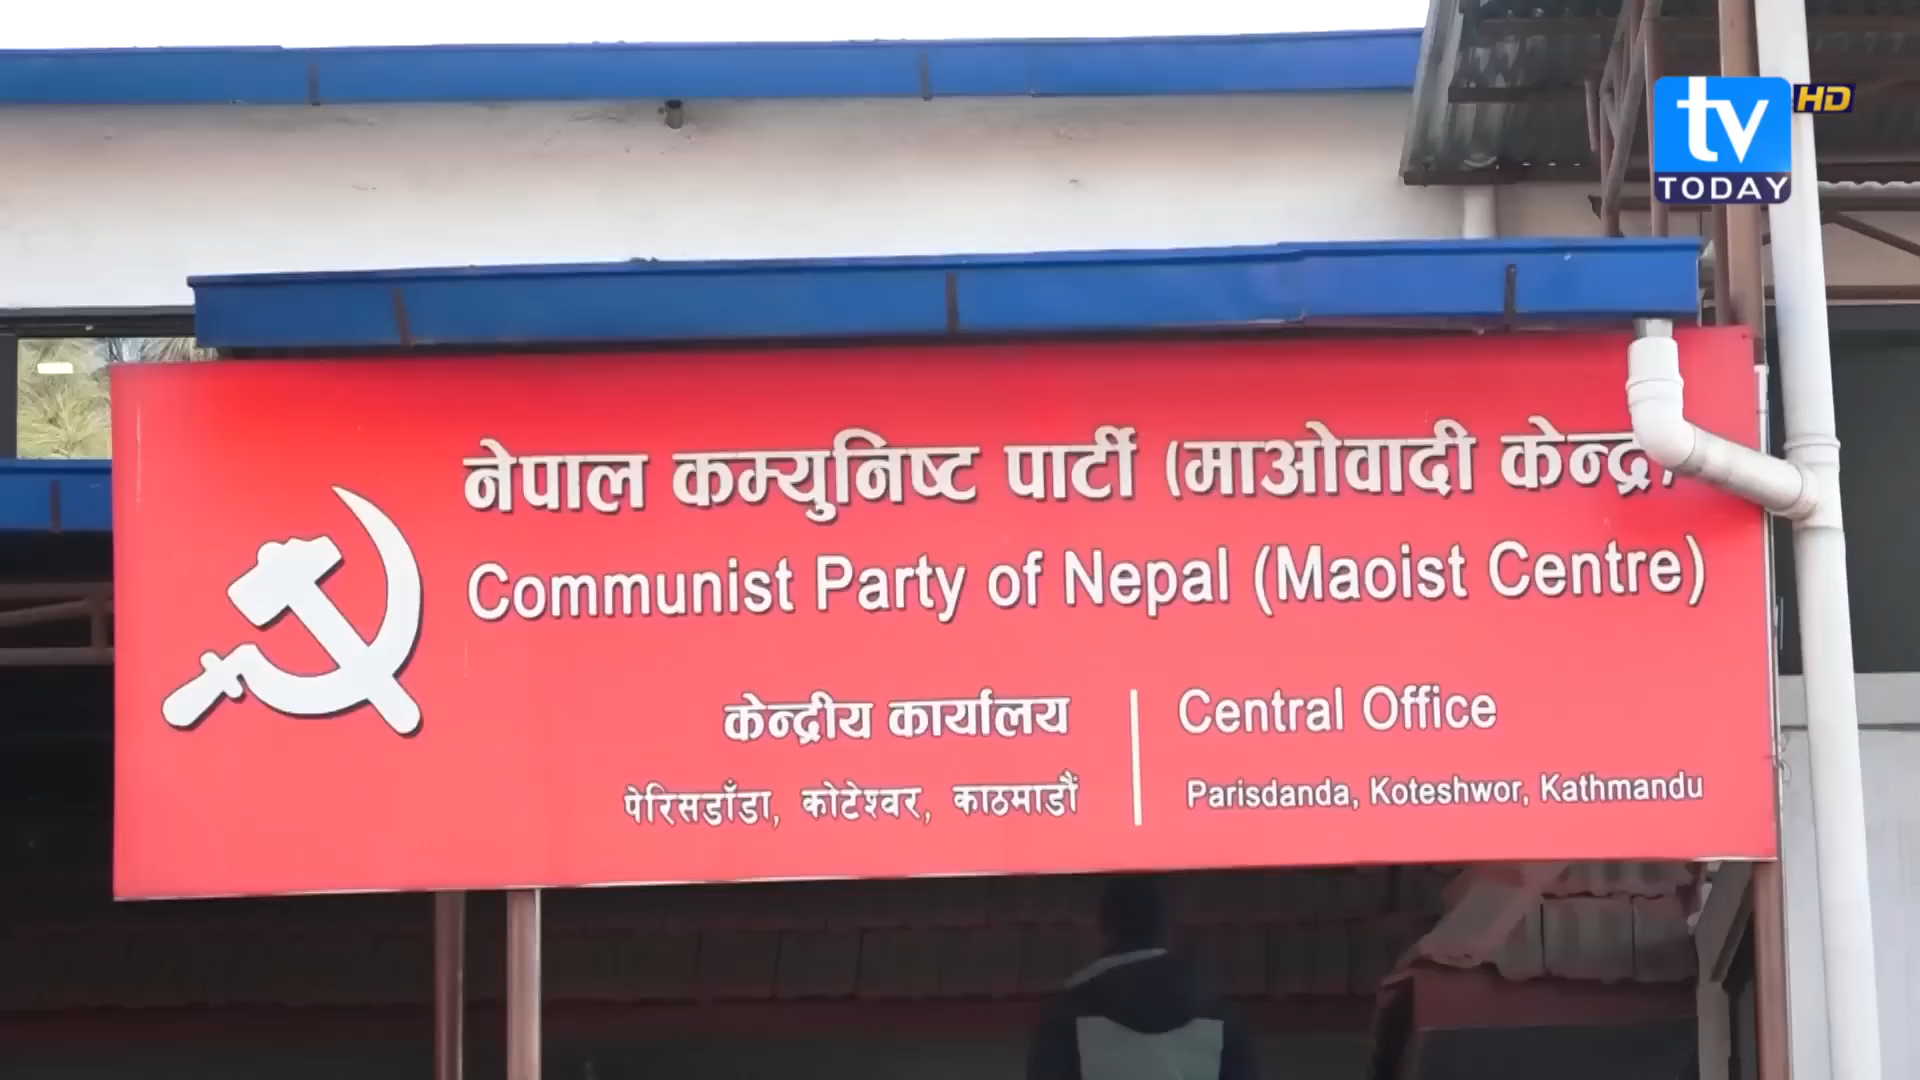 tv HD
TODAY
नेपाल कम्युनिष्ट पार्टी (माओवादी केन्द्र)
Communist Party of Nepal (Maoist Centre)
केन्द्रीय कार्यालय
पेरिसडाँडा, कोटेश्वर, काठमाडौं
Central Office
Parisdanda, Koteshwor, Kathmandu